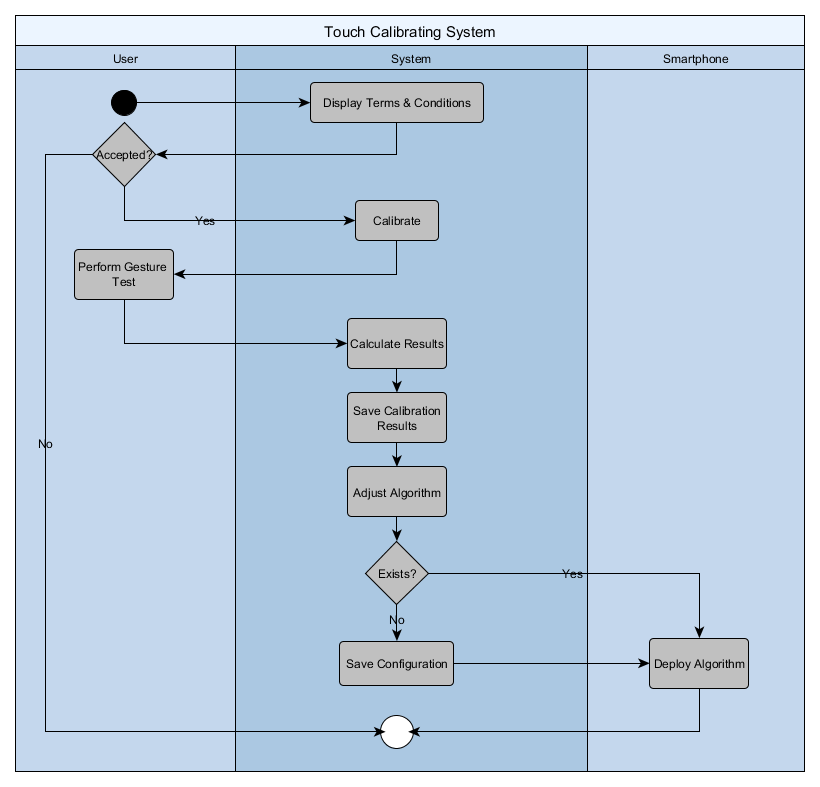 Touch Calibrating System
User
System
Smartphone
Display Terms & Conditions
Accepted?
Yes
Calibrate
Perform Gesture
Test
Calculate Results
Save Calibration
Results
No
Adjust Algorithm
Exists?
Yes
No
Save Configuration
Deploy Algorithm